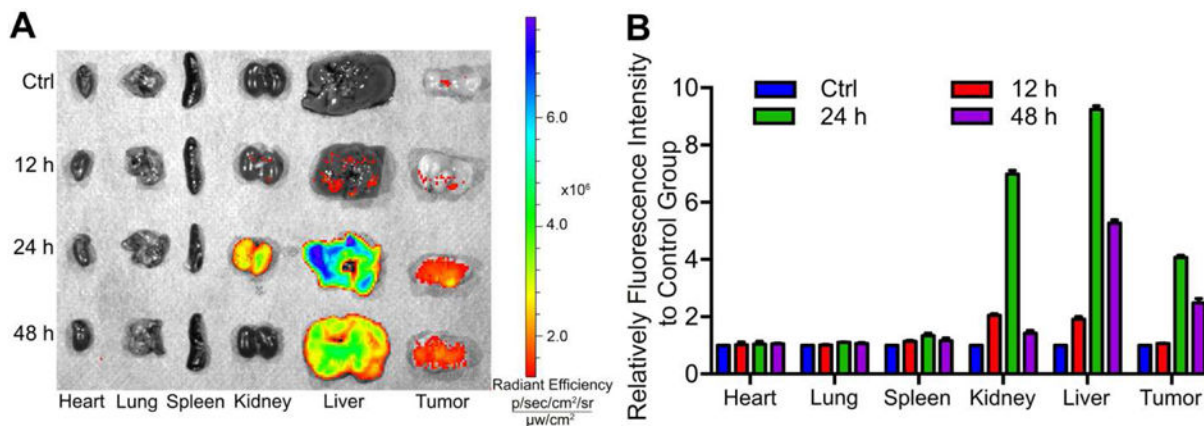 A
Ctrl
12 h
24 h
48 h
Heart Lung Spleen Kidney Liver Tumor
6.0
x10⁶
4.0
2.0
Radiant Efficiency
p/sec/cm²/sr
μw/cm²
B
Relatively Fluorescence Intensity
to Control Group
10
8
6
4
2
0
Ctrl 12 h
24 h 48 h
Heart Lung Spleen Kidney Liver Tumor